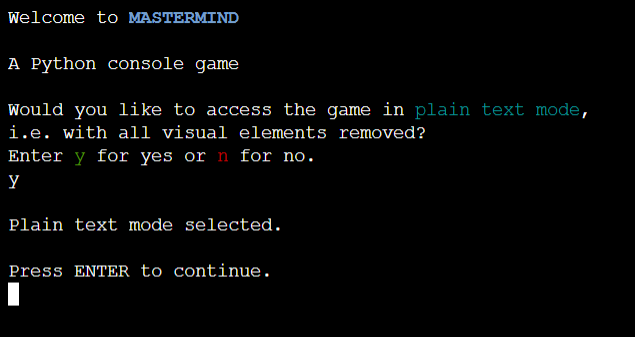 Welcome to MASTERMIND
A Python console game
Would you like to access the game in plain text mode,
i.e. with all visual elements removed?
Enter y for yes or n for no.
y
Plain text mode selected.
Press ENTER to continue.